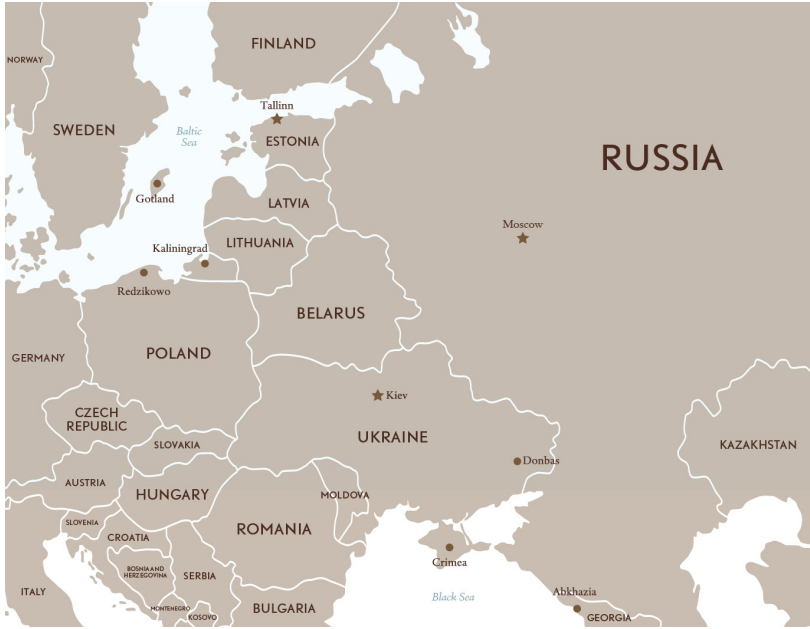 FINLAND
NORWAY
Tallinn
SWEDEN
Baltic
Sea
ESTONIA
RUSSIA
Gotland
LATVIA
Moscow
LITHUANIA
Kaliningrad
Redzikowo
BELARUS
POLAND
GERMANY
Kiev
CZECH
REPUBLIC
UKRAINE
SLOVAKIA
KAZAKHSTAN
Donbas
AUSTRIA
HUNGARY
MOLDOVA
SLOVENIA
ROMANIA
CROATIA
Crimea
BOSNIA AND
HERZEGOVINA
SERBIA
ITALY
Black Sea
Abkhazia
MONTENEGRO
BULGARIA
KOSOVO
GEORGIA